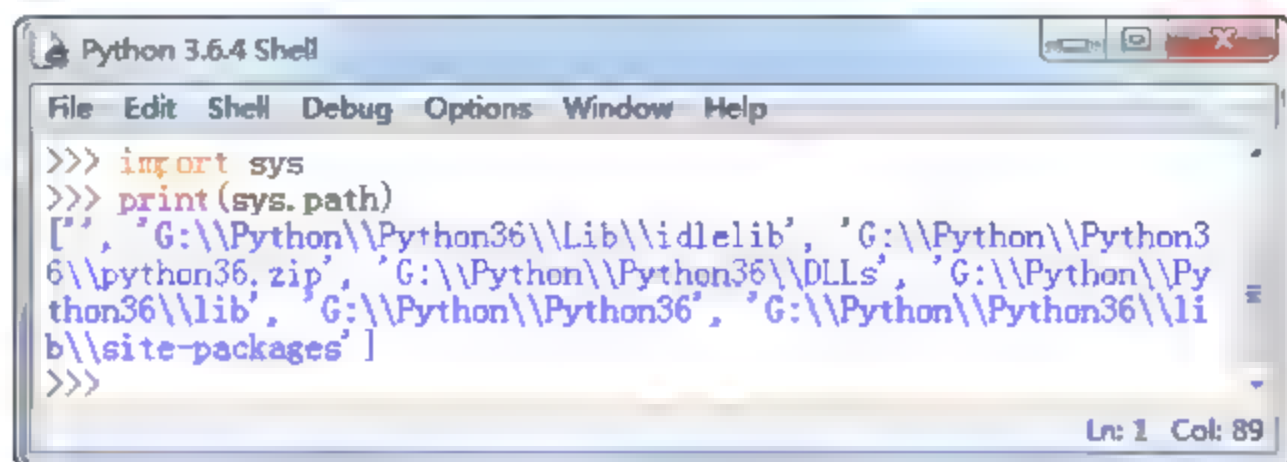 Python 3.6.4 Shell
File Edit Shell Debug Options Window Help
>>> import sys
>>> print(sys.path)
['', 'G:\\Python\\Python36\\Lib\\idlelib', 'G:\\Python\\Python3
6\\python36.zip', 'G:\\Python\\Python36\\DLLs', 'G:\\Python\\Py
thon36\\lib', 'G:\\Python\\Python36', 'G:\\Python\\Python36\\li
b\\site-packages']
>>>
Ln: 1 Col: 89